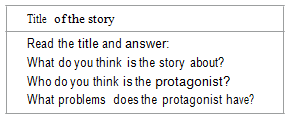 Title of the story
Read the title and answer:
What do you think is the story about?
Who do you think is the protagonist?
What problems does the protagonist have?